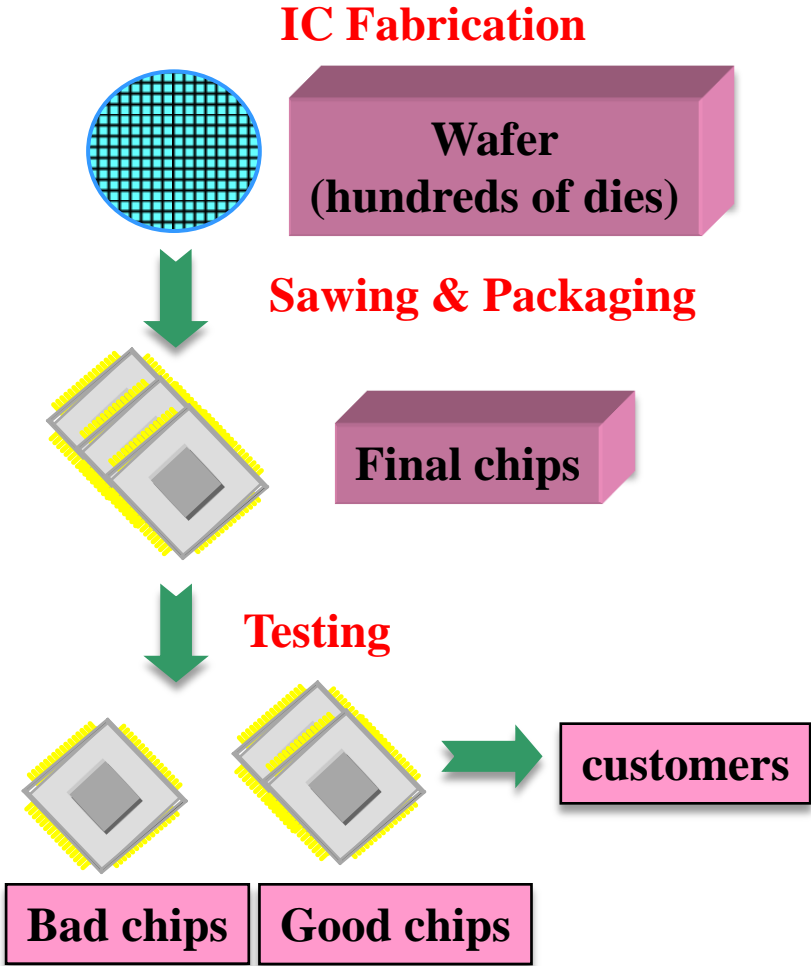 IC Fabrication
Wafer
(hundreds of dies)
Sawing & Packaging
Final chips
Testing
customers
Bad chips
Good chips